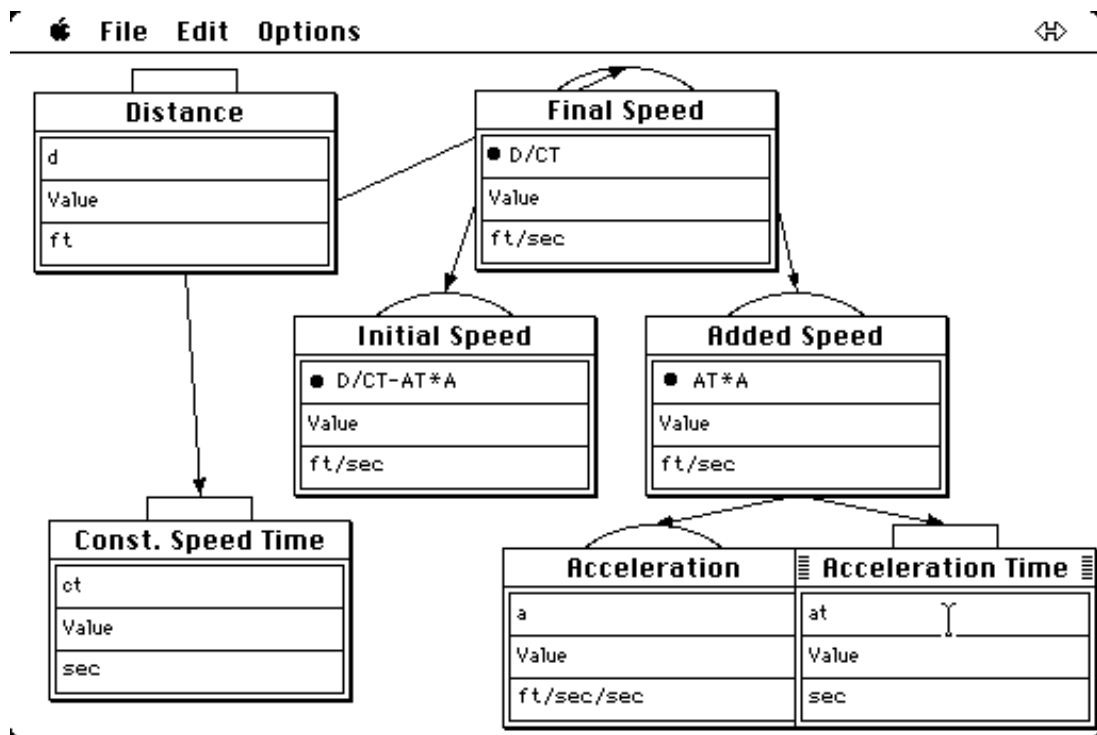 File Edit Options
Distance
d
Value
ft
Final Speed
● D/CT
Value
ft/sec
Initial Speed
● D/CT-AT*A
Value
ft/sec
Added Speed
● AT*A
Value
ft/sec
Const. Speed Time
ct
Value
sec
Acceleration
a
Value
ft/sec/sec
Acceleration Time
at
Value
sec